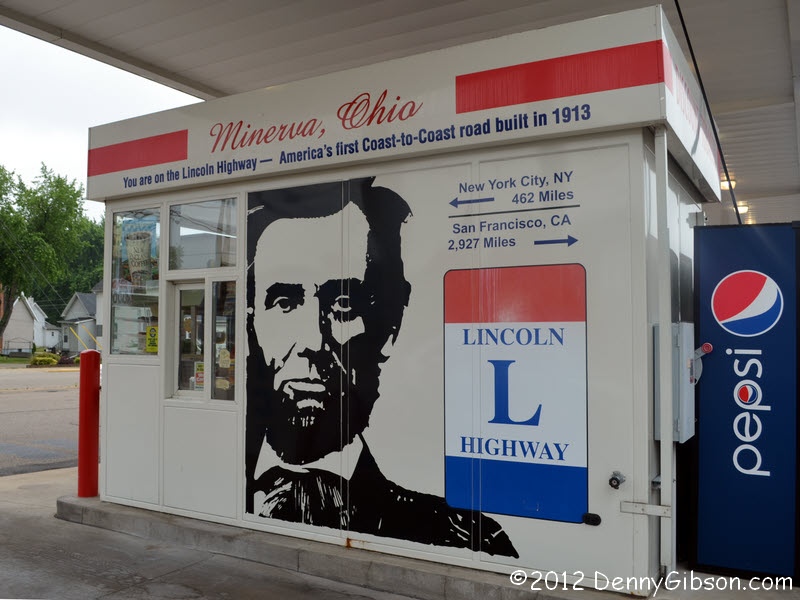 Minerva, Ohio
You are on the Lincoln Highway — America's first Coast-to-Coast road built in 1913
New York City, NY
462 Miles
San Francisco, CA
2,927 Miles
LINCOLN
L
HIGHWAY
pepsi
©2012 DennyGibson.com